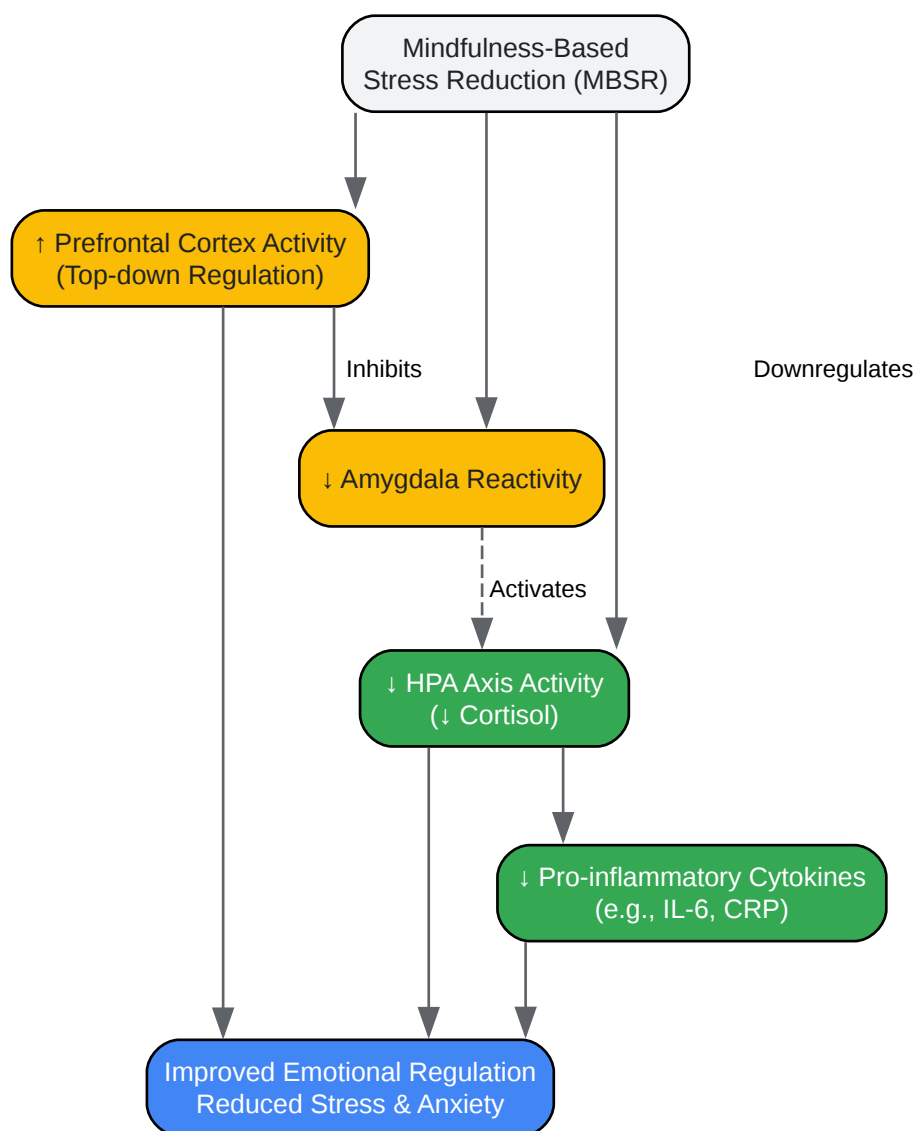 Mindfulness-Based
Stress Reduction (MBSR)
↑ Prefrontal Cortex Activity
(Top-down Regulation)
Inhibits
Downregulates
↓ Amygdala Reactivity
Activates
↓ HPA Axis Activity
(↓ Cortisol)
↓ Pro-inflammatory Cytokines
(e.g., IL-6, CRP)
Improved Emotional Regulation
Reduced Stress & Anxiety